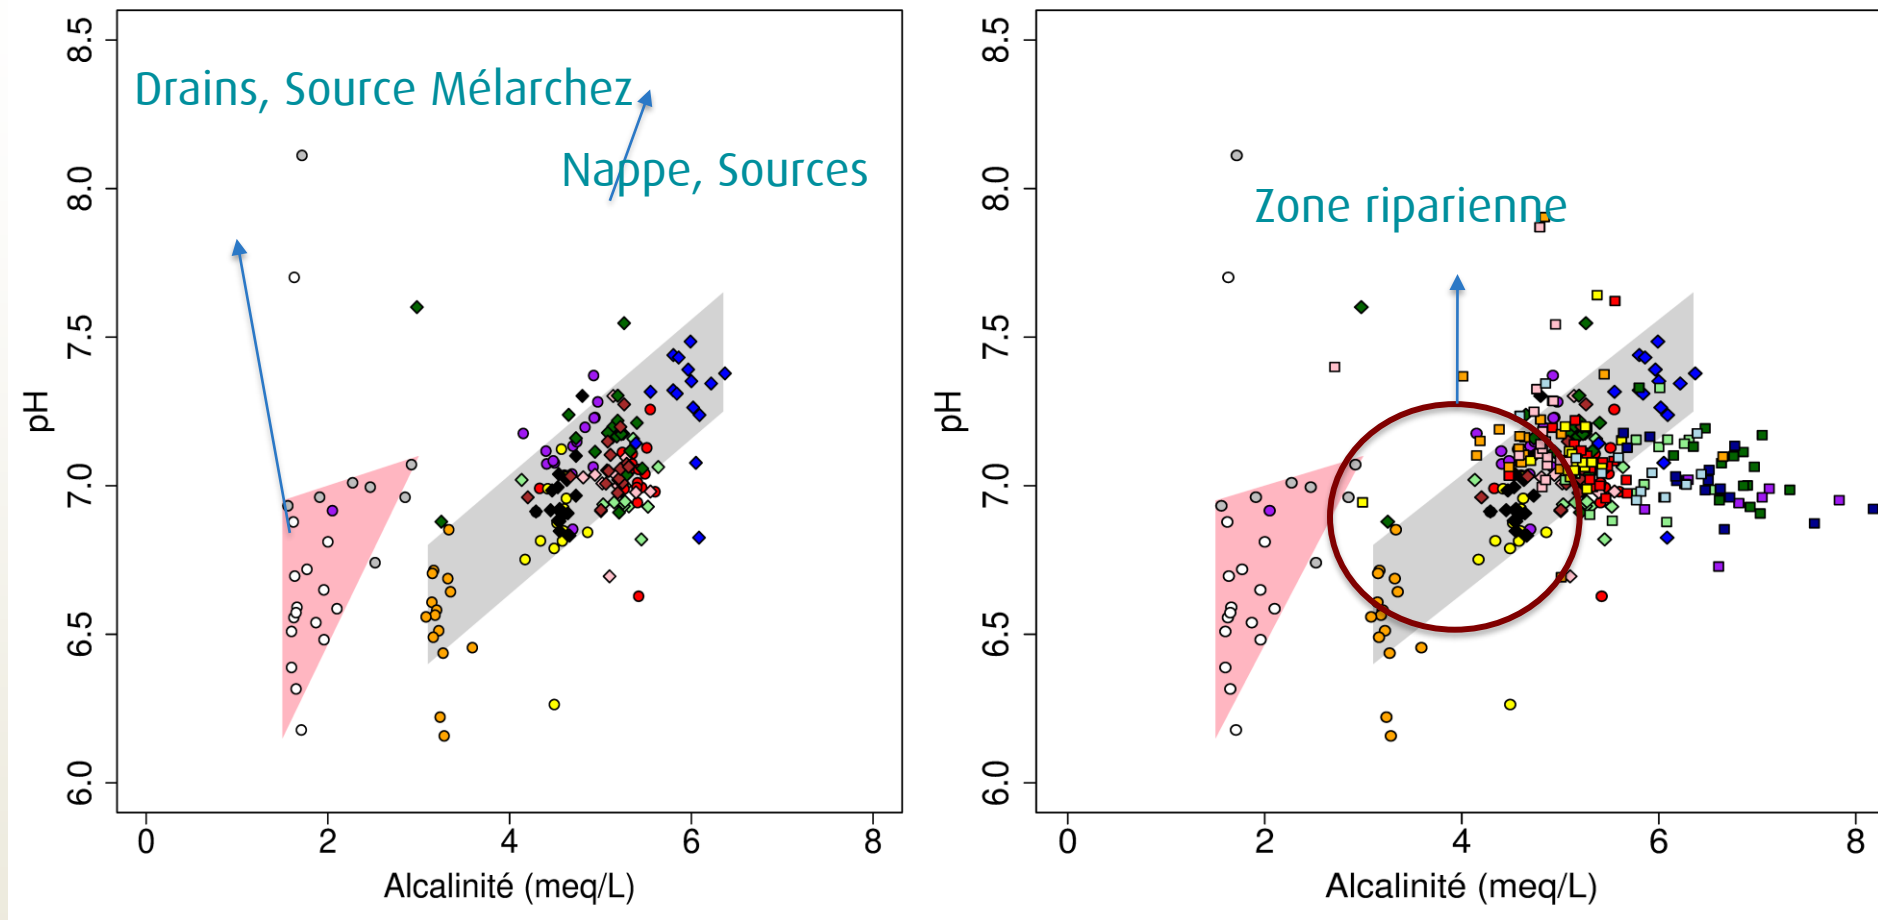 Drains, Source Mélarchez
Nappe, Sources
8.5
8.0
7.5
7.0
6.5
6.0
pH
0 2 4 6 8
Alcalinité (meq/L)
Zone riparienne
8.5
8.0
7.5
7.0
6.5
6.0
pH
0 2 4 6 8
Alcalinité (meq/L)